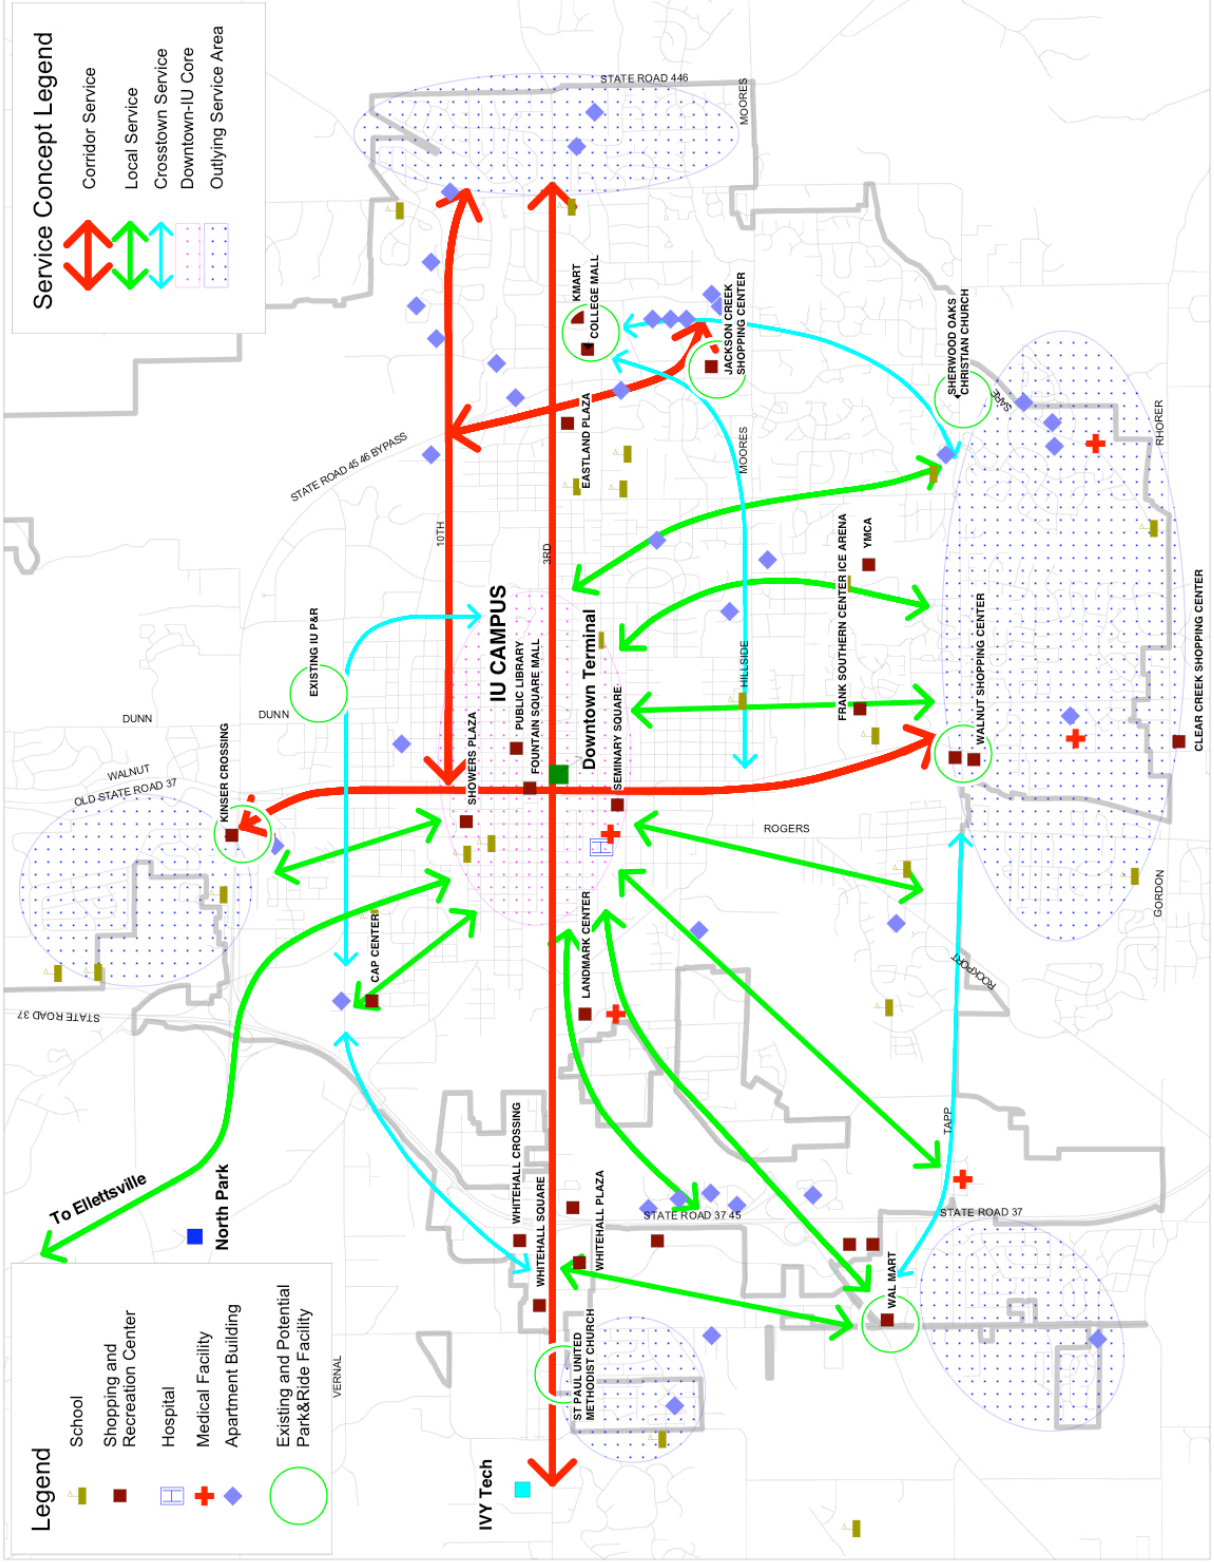 Service Concept Legend
Corridor Service
Local Service
Crosstown Service
Downtown-IU Core
Outlying Service Area
Legend
School
Shopping and
Recreation Center
Hospital
H
Medical Facility
Apartment Building
Existing and Potential
Park&Ride Facility
STATE ROAD 446
MOORES
KMART
COLLEGE MALL
JACKSON CREEK
SHOPPING CENTER
SHERWOOD OAKS
CHRISTIAN CHURCH
SARE
RHORER
EASTLAND PLAZA
STATE ROAD 45 46 BYPASS
MOORES
10TH
3RD
FRANK SOUTHERN CENTER ICE ARENA
YMCA
EXISTING IU P&R
IU CAMPUS
PUBLIC LIBRARY
FOUNTAIN SQUARE MALL
Downtown Terminal
HILLSIDE
WALNUT SHOPPING CENTER
CLEAR CREEK SHOPPING CENTER
DUNN
DUNN
WALNUT
OLD STATE ROAD 37
KINSER CROSSING
SHOWERS PLAZA
SEMINARY SQUARE
H
ROGERS
GORDON
ROCKPORT
CAP CENTER
LANDMARK CENTER
STATE ROAD 37
TAPP
To Ellettsville
North Park
WHITEHALL CROSSING
WHITEHALL SQUARE
WHITEHALL PLAZA
STATE ROAD 37 45
STATE ROAD 37
WAL MART
ST PAUL UNITED
METHODIST CHURCH
VERNAL
IVY Tech